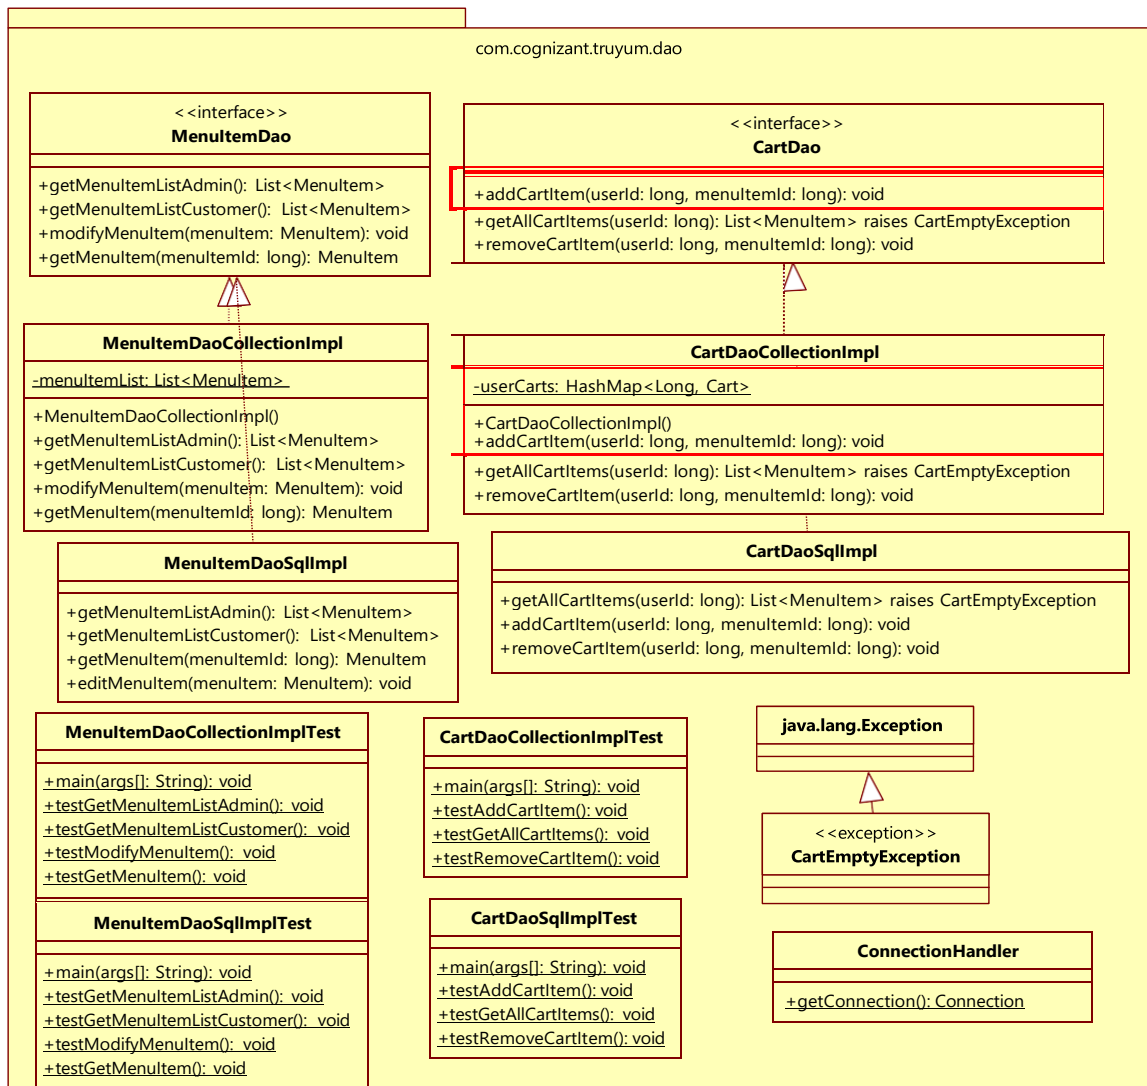 com.cognizant.truyum.dao
<<interface>>
MenuItemDao
+getMenuItemListAdmin(): List<MenuItem>
+getMenuItemListCustomer(): List<MenuItem>
+modifyMenuItem(menuItem: MenuItem): void
+getMenuItem(menuItemId: long): MenuItem
<<interface>>
CartDao
+addCartItem(userId: long, menuItemId: long): void
+getAllCartItems(userId: long): List<MenuItem> raises CartEmptyException
+removeCartItem(userId: long, menuItemId: long): void
MenuItemDaoCollectionImpl
-menuItemList: List<MenuItem>
+MenuItemDaoCollectionImpl()
+getMenuItemListAdmin(): List<MenuItem>
+getMenuItemListCustomer(): List<MenuItem>
+modifyMenuItem(menuItem: MenuItem): void
+getMenuItem(menuItemId: long): MenuItem
CartDaoCollectionImpl
-userCarts: HashMap<Long, Cart>
+CartDaoCollectionImpl()
+addCartItem(userId: long, menuItemId: long): void
+getAllCartItems(userId: long): List<MenuItem> raises CartEmptyException
+removeCartItem(userId: long, menuItemId: long): void
MenuItemDaoSqlImpl
+getMenuItemListAdmin(): List<MenuItem>
+getMenuItemListCustomer(): List<MenuItem>
+getMenuItem(menuItemId: long): MenuItem
+editMenuItem(menuItem: MenuItem): void
CartDaoSqlImpl
+getAllCartItems(userId: long): List<MenuItem> raises CartEmptyException
+addCartItem(userId: long, menuItemId: long): void
+removeCartItem(userId: long, menuItemId: long): void
MenuItemDaoCollectionImplTest
+main(args[]: String): void
+testGetMenuItemListAdmin(): void
+testGetMenuItemListCustomer(): void
+testModifyMenuItem(): void
+testGetMenuItem(): void
CartDaoCollectionImplTest
+main(args[]: String): void
+testAddCartItem(): void
+testGetAllCartItems(): void
+testRemoveCartItem(): void
java.lang.Exception
<<exception>>
CartEmptyException
MenuItemDaoSqlImplTest
+main(args[]: String): void
+testGetMenuItemListAdmin(): void
+testGetMenuItemListCustomer(): void
+testModifyMenuItem(): void
+testGetMenuItem(): void
CartDaoSqlImplTest
+main(args[]: String): void
+testAddCartItem(): void
+testGetAllCartItems(): void
+testRemoveCartItem(): void
ConnectionHandler
+getConnection(): Connection